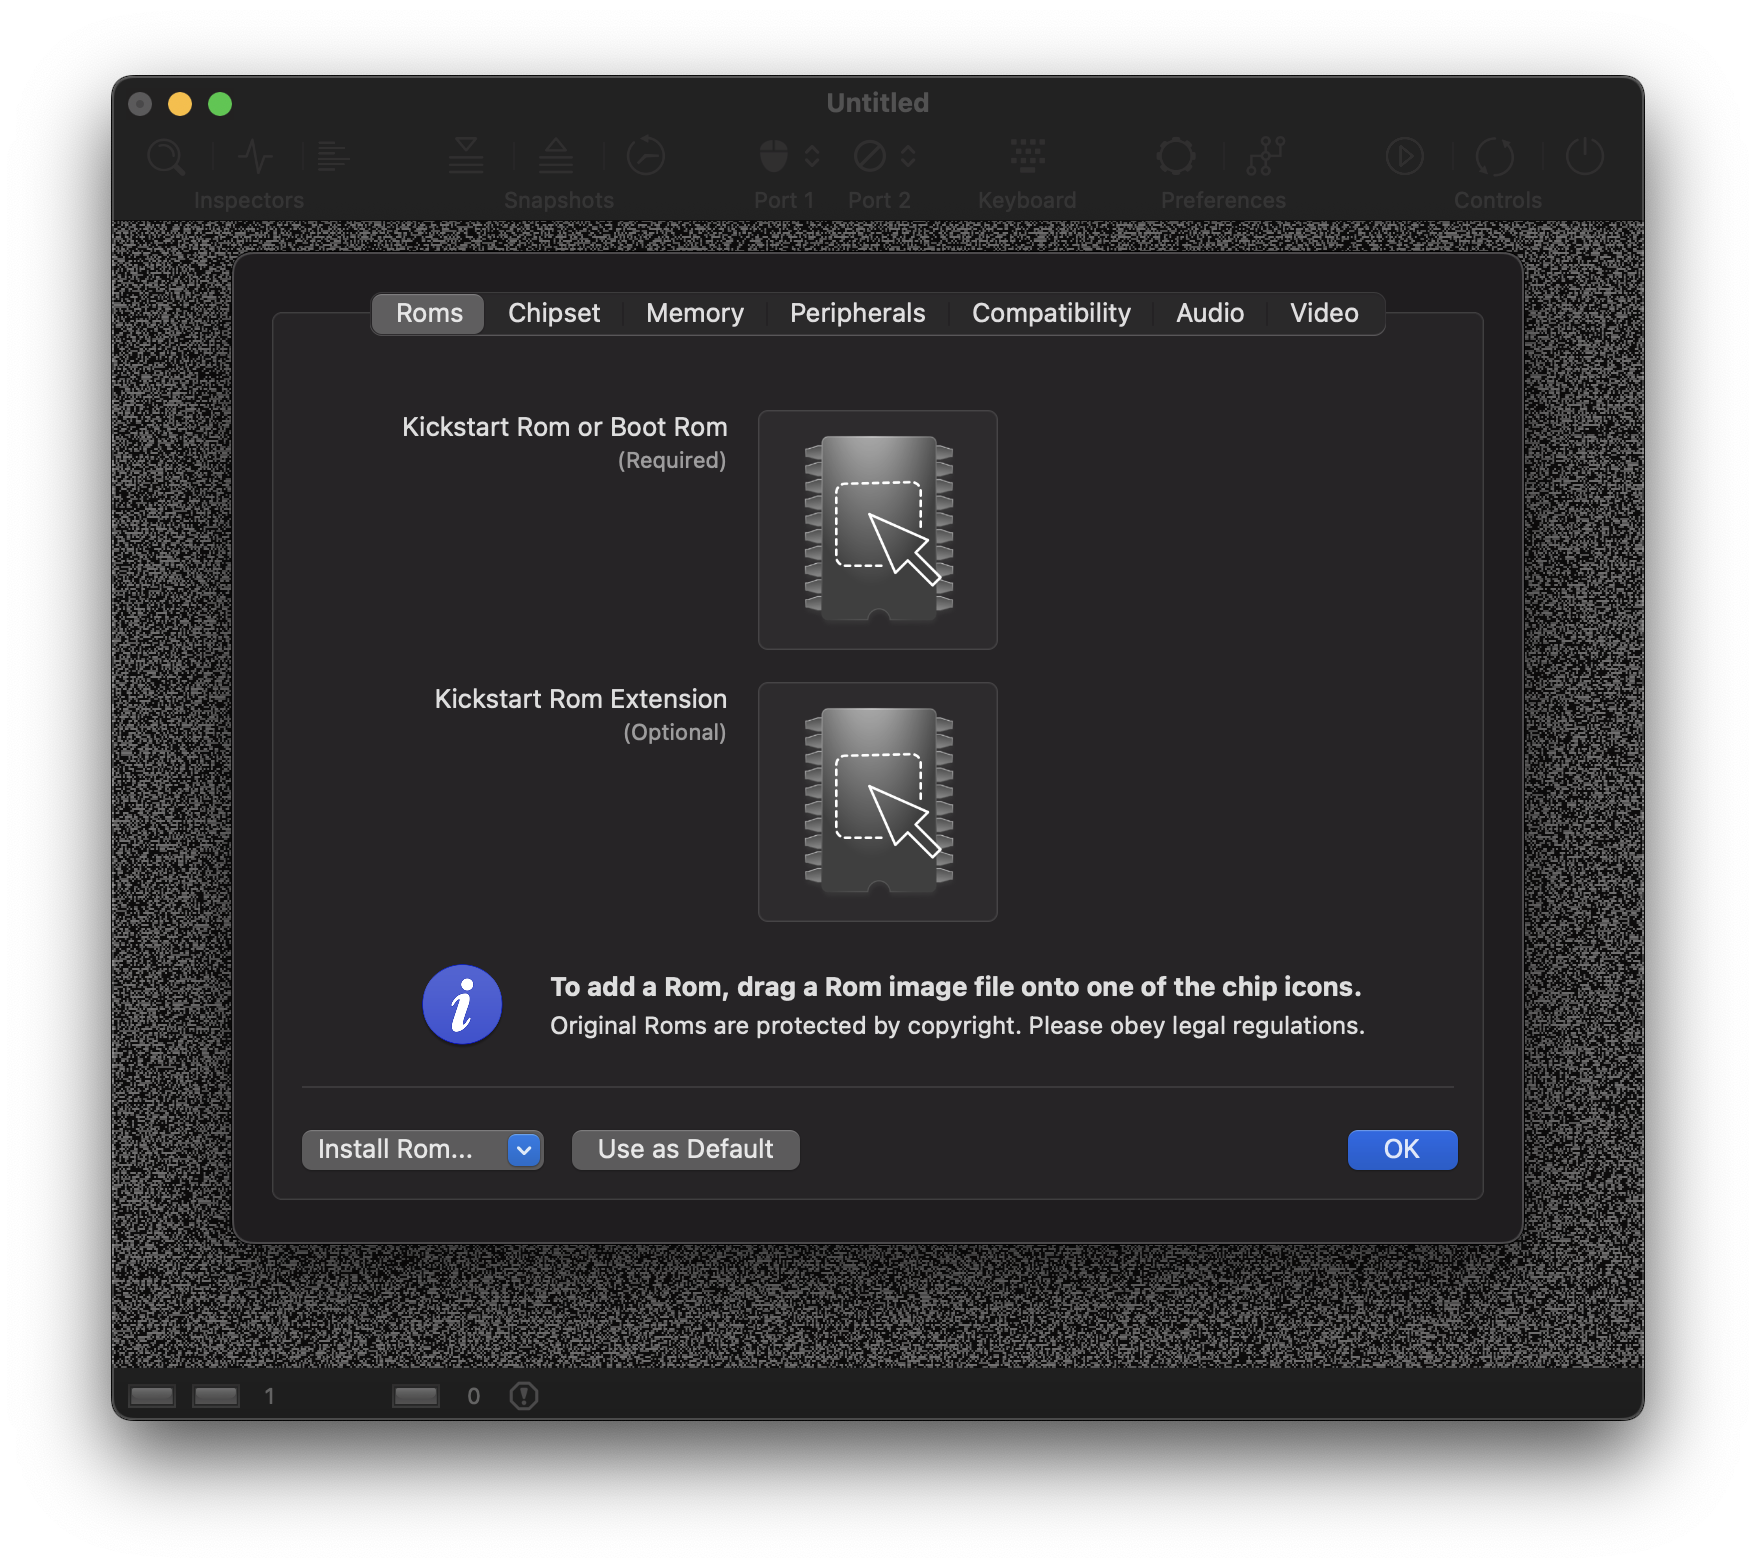 Untitled
Inspectors
Snapshots
Port 1
Port 2
Keyboard
Preferences
Controls
Roms
Chipset
Memory
Peripherals
Compatibility
Audio
Video
Kickstart Rom or Boot Rom
(Required)
Kickstart Rom Extension
(Optional)
i
To add a Rom, drag a Rom image file onto one of the chip icons.
Original Roms are protected by copyright. Please obey legal regulations.
Install Rom...
Use as Default
OK
1
0